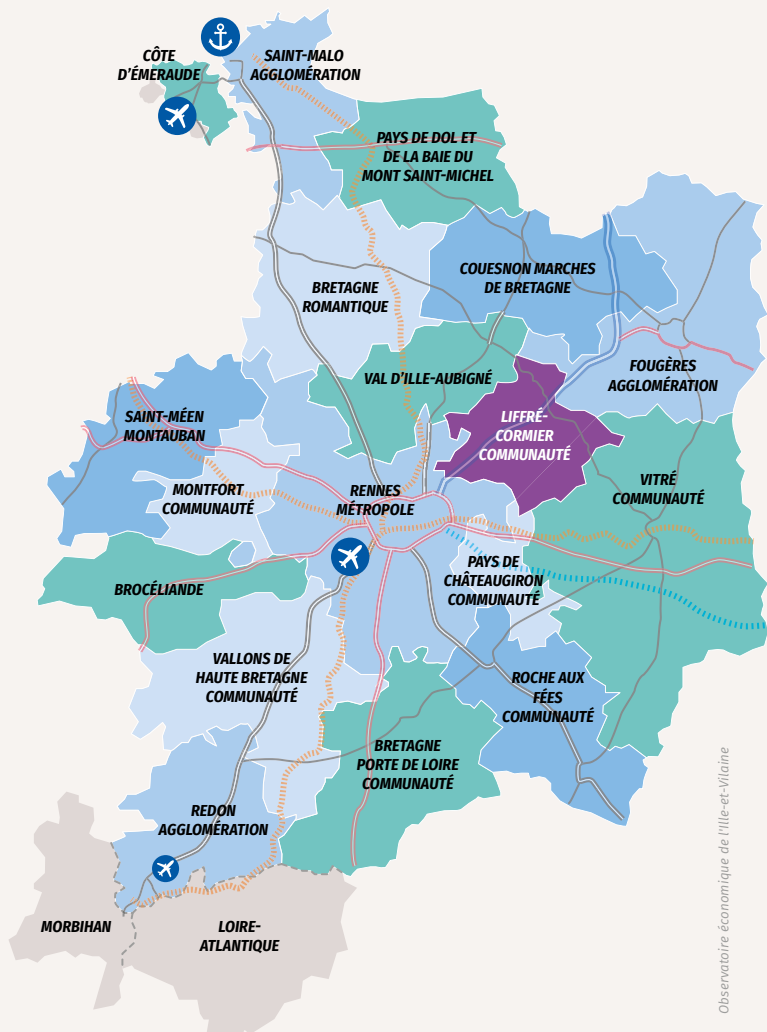 CÔTE
D'ÉMERAUDE
SAINT-MALO
AGGLOMÉRATION
PAYS DE DOL ET
DE LA BAIE DU
MONT SAINT-MICHEL
BRETAGNE
ROMANTIQUE
COUESNON MARCHES
DE BRETAGNE
VAL D'ILLE-AUBIGNÉ
FOUGÈRES
AGGLOMÉRATION
SAINT-MÉEN
MONTAUBAN
LIFFRÉ-
CORMIER
COMMUNAUTÉ
MONTFORT
COMMUNAUTÉ
RENNES
MÉTROPOLE
VITRÉ
COMMUNAUTÉ
BROCÉLIANDE
PAYS DE
CHÂTEAUGIRON
COMMUNAUTÉ
VALLONS DE
HAUTE BRETAGNE
COMMUNAUTÉ
ROCHE AUX
FÉES
COMMUNAUTÉ
BRETAGNE
PORTE DE LOIRE
COMMUNAUTÉ
REDON
AGGLOMÉRATION
MORBIHAN
LOIRE-
ATLANTIQUE
Observatoire économique de l'Ille-et-Vilaine